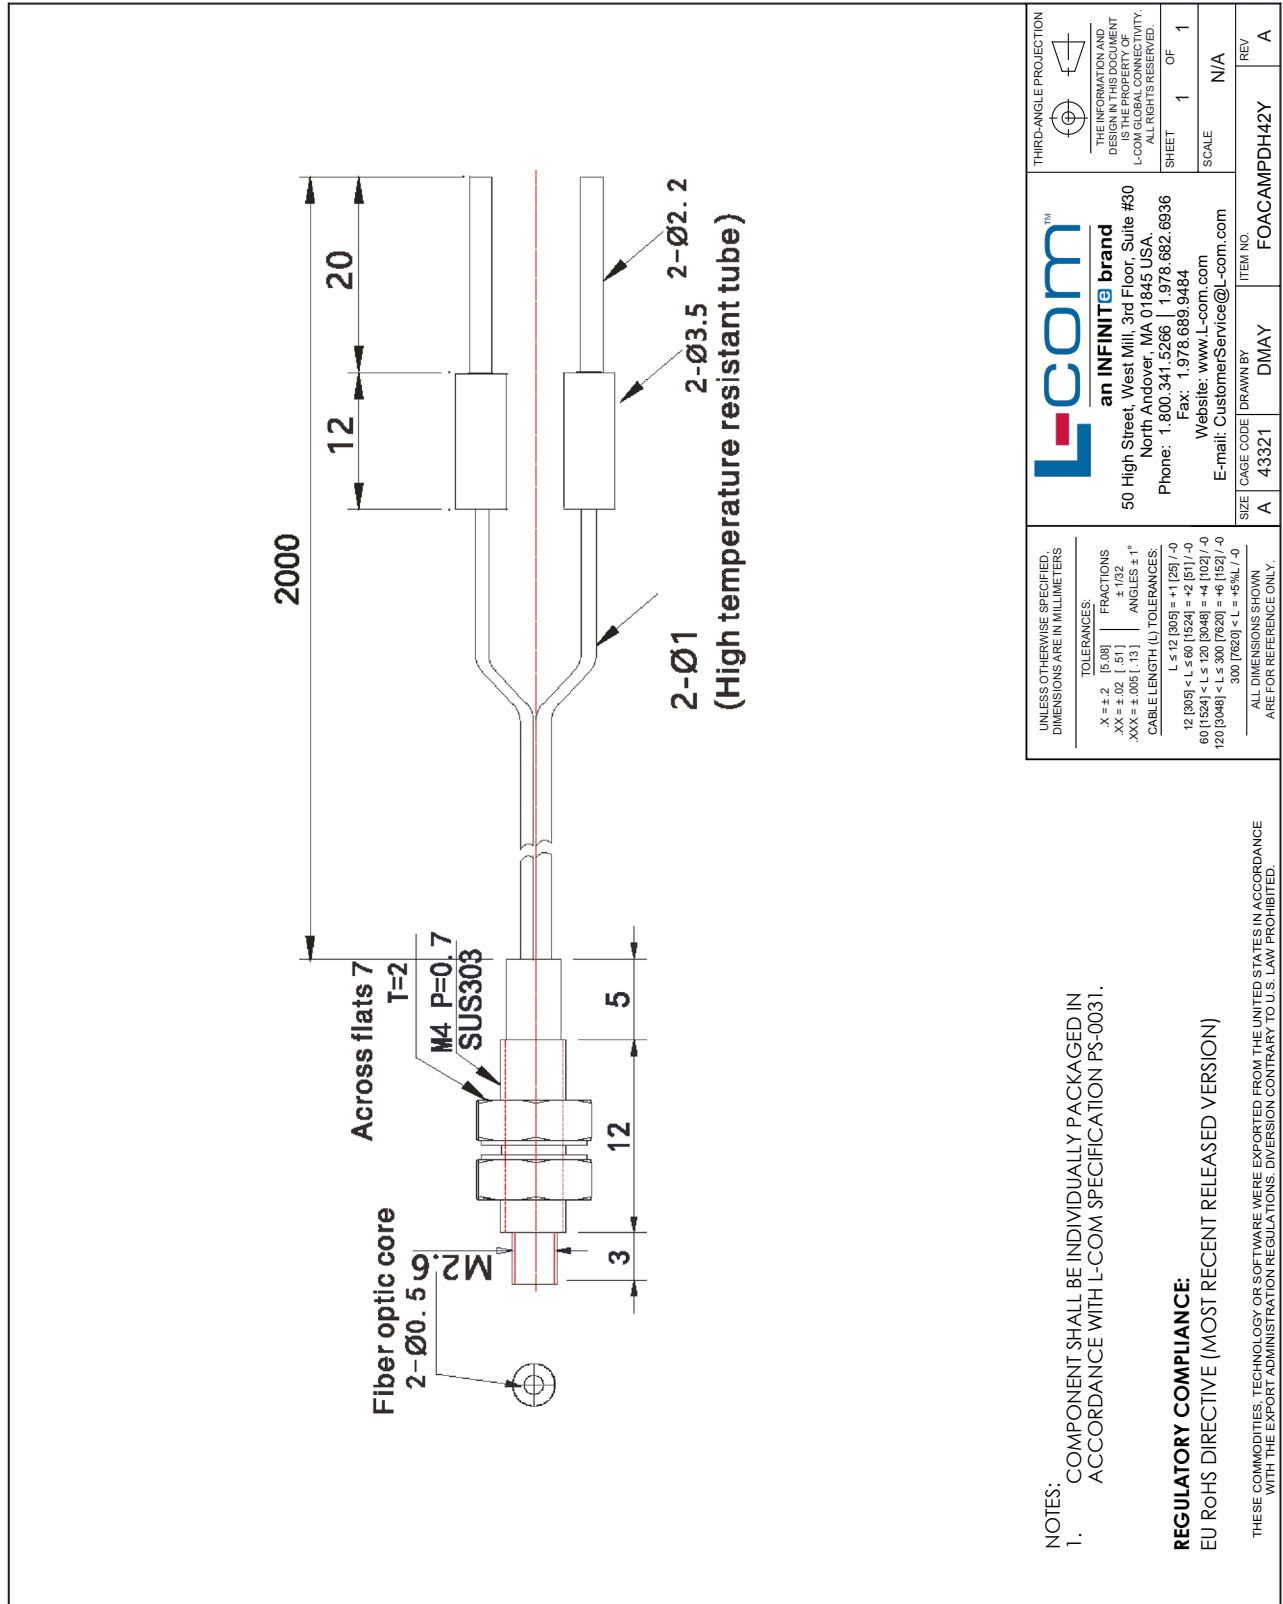 2000
12
20
Across flats 7
T=2
M4 P=0.7
SUS303
Fiber optic core
2-Ø0.5
M2.6
3
12
5
2-Ø1
(High temperature resistant tube)
2-Ø3.5
2-Ø2.2
NOTES:
1. COMPONENT SHALL BE INDIVIDUALLY PACKAGED IN
ACCORDANCE WITH L-COM SPECIFICATION PS-0031.
REGULATORY COMPLIANCE:
EU RoHS DIRECTIVE (MOST RECENT RELEASED VERSION)
THESE COMMODITIES, TECHNOLOGY OR SOFTWARE WERE EXPORTED FROM THE UNITED STATES IN ACCORDANCE
WITH THE EXPORT ADMINISTRATION REGULATIONS. DIVERSION CONTRARY TO U.S. LAW PROHIBITED.
UNLESS OTHERWISE SPECIFIED,
DIMENSIONS ARE IN MILLIMETERS
TOLERANCES:
.X = ±.2 [5.08] FRACTIONS
.XX = ±.02 [.51] ± 1/32
.XXX = ±.005 [.13] ANGLES ± 1°
CABLE LENGTH (L) TOLERANCES:
L ≤ 12 [305] = +1 [25] / -0
12 [305] < L ≤ 60 [1524] = +2 [51] / -0
60 [1524] < L ≤ 120 [3048] = +4 [102] / -0
120 [3048] < L ≤ 300 [7620] = +6 [152] / -0
300 [7620] < L = +5%L / -0
ALL DIMENSIONS SHOWN
ARE FOR REFERENCE ONLY.
L-com™
an INFINITe brand
50 High Street, West Mill, 3rd Floor, Suite #30
North Andover, MA 01845 USA.
Phone: 1.800.341.5266 | 1.978.682.6936
Fax: 1.978.689.9484
Website: www.L-com.com
E-mail: CustomerService@L-com.com
THIRD-ANGLE PROJECTION
THE INFORMATION AND
DESIGN IN THIS DOCUMENT
IS THE PROPERTY OF
L-COM GLOBAL CONNECTIVITY.
ALL RIGHTS RESERVED.
SHEET 1 OF 1
SCALE N/A
SIZE A
CAGE CODE 43321
DRAWN BY DMAY
ITEM NO. FOACAMPDH42Y
REV A